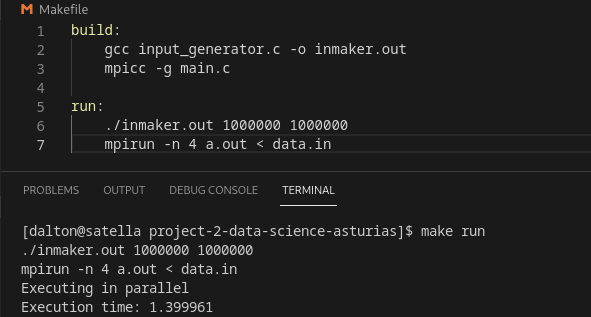 Makefile
1 build:
2 gcc input_generator.c -o inmaker.out
3 mpicc -g main.c
4
5 run:
6 ./inmaker.out 1000000 1000000
7 mpirun -n 4 a.out < data.in
PROBLEMS OUTPUT DEBUG CONSOLE TERMINAL
[dalton@satella project-2-data-science-asturias]$ make run
./inmaker.out 1000000 1000000
mpirun -n 4 a.out < data.in
Executing in parallel
Execution time: 1.399961